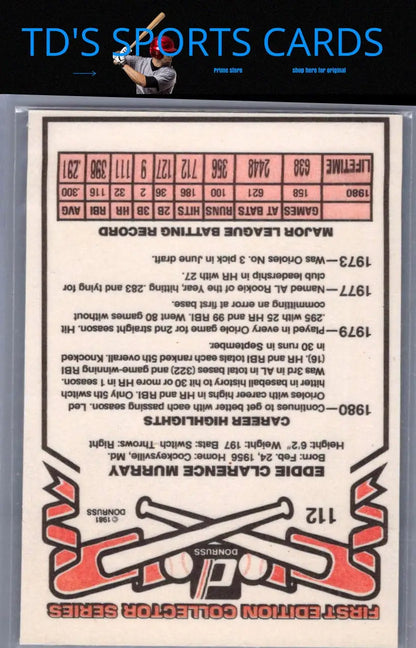 TD'S SPORTS CARDS
Prime store
shop here for original
FIRST EDITION COLLECTOR SERIES
DONRUSS
112
© 1981
DONRUSS
EDDIE CLARENCE MURRAY
Born: Feb. 24, 1956 Home: Cockeysville, Md.
Height: 6'2" Weight: 197 Bats: Switch Throws: Right
CAREER HIGHLIGHTS
1980—Continues to get better with each passing season. Led
Orioles with career highs in HR and RBI. Only 5th switch
hitter in baseball history to hit 30 or more HR in 1 season.
Was 3rd in AL in total bases (322) and game-winning RBI
(16). HR and RBI totals each ranked 5th overall. Knocked
in 30 runs in September.
1979—Played in every Oriole game for 2nd straight season. Hit
.295 with 25 HR and 99 RBI. Went 80 games without
committing an error at first base.
1977—Named AL Rookie of the Year, hitting .283 and tying for
club leadership in HR with 27.
1973—Was Orioles No. 3 pick in June draft.
MAJOR LEAGUE BATTING RECORD
GAMES AT BATS RUNS HITS 2B 3B HR RBI AVG
1980 158 621 100 186 36 2 32 116 .300
LIFETIME 638 2448 356 712 127 9 111 398 .291